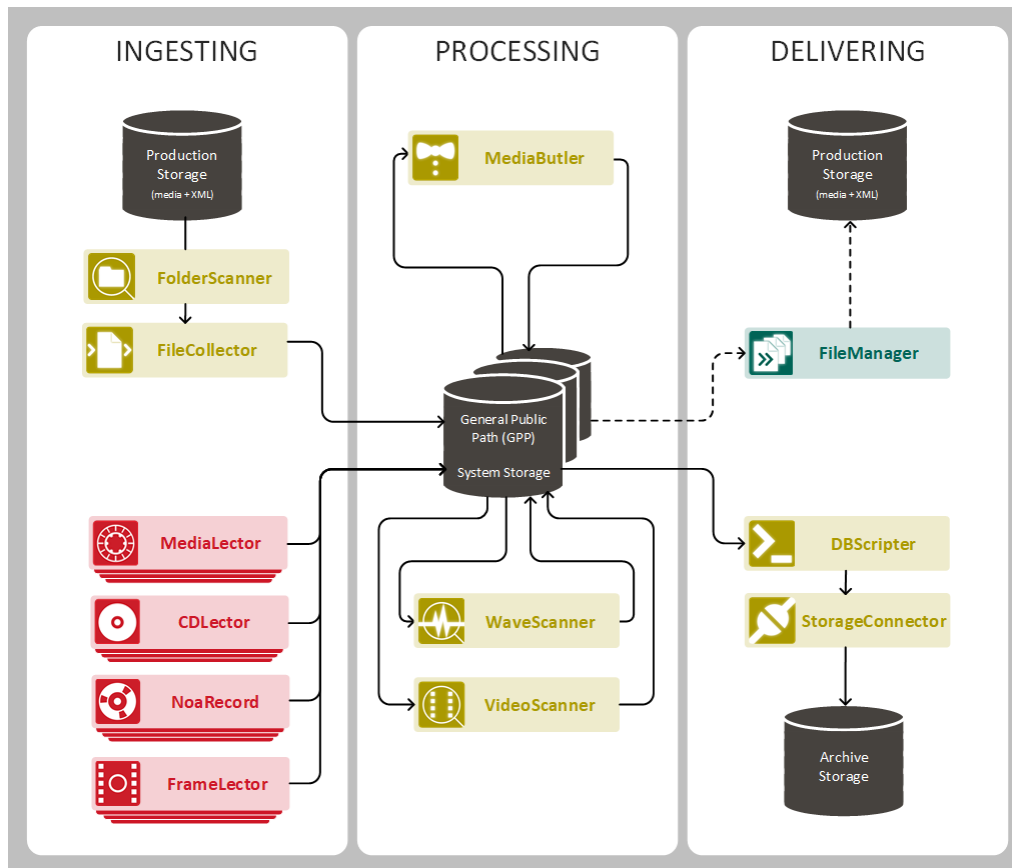 INGESTING
Production
Storage
(media + XML)
FolderScanner
FileCollector
MediaLector
CDLector
NoaRecord
FrameLector
PROCESSING
MediaButler
General Public
Path (GPP)
System Storage
WaveScanner
VideoScanner
DELIVERING
Production
Storage
(media + XML)
FileManager
DBScripter
StorageConnector
Archive
Storage